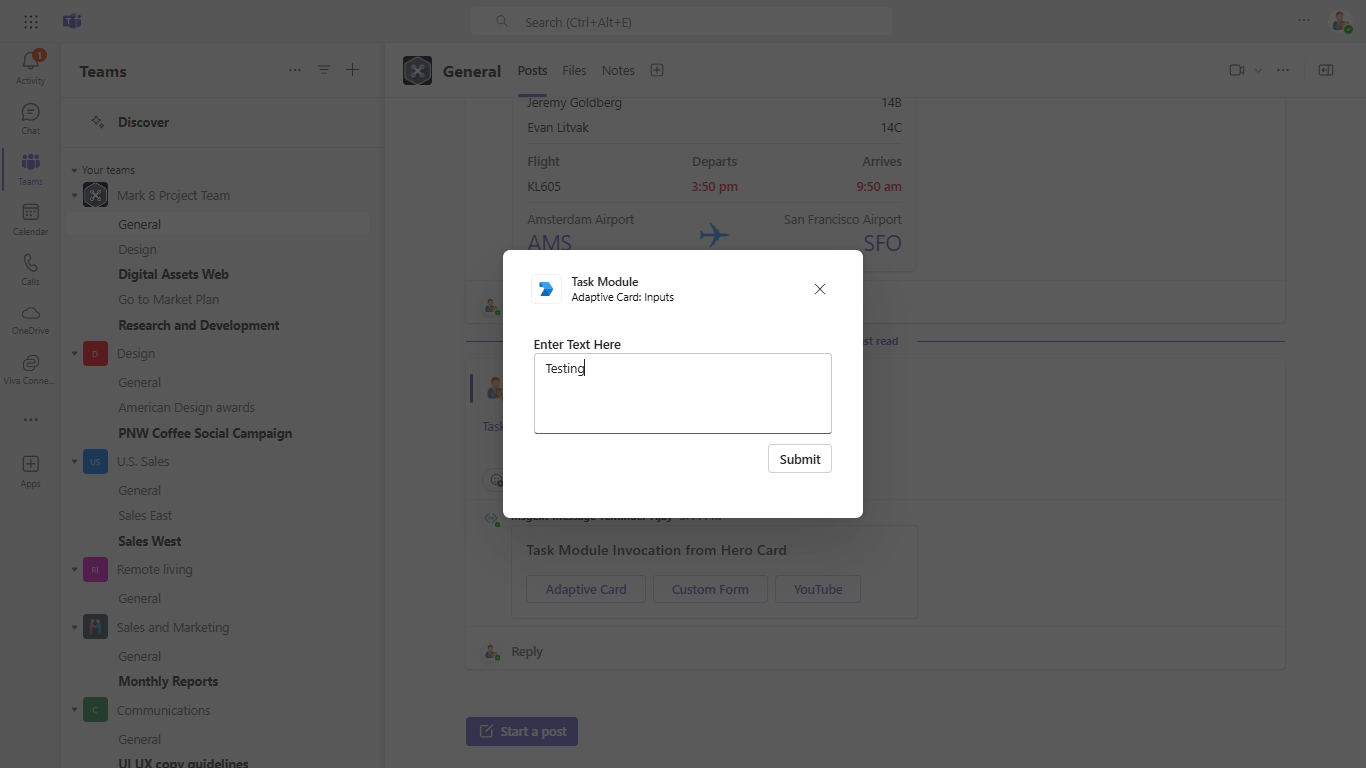 Search (Ctrl+Alt+E)
1
Activity
Chat
Teams
Calendar
Calls
OneDrive
Viva Conne...
Apps
Teams
Discover
Your teams
Mark 8 Project Team
General
Design
Digital Assets Web
Go to Market Plan
Research and Development
D
Design
General
American Design awards
PNW Coffee Social Campaign
US
U.S. Sales
General
Sales East
Sales West
RI
Remote living
General
Sales and Marketing
General
Monthly Reports
C
Communications
General
UI UX copy guidelines
General
Posts
Files
Notes
Jeremy Goldberg 14B
Evan Litvak 14C
Flight Departs Arrives
KL605 3:50 pm 9:50 am
Amsterdam Airport San Francisco Airport
AMS SFO
Task Module
Adaptive Card: Inputs
Enter Text Here
Testing
Submit
read
Task
Task Module Invocation from Hero Card
Adaptive Card
Custom Form
YouTube
Reply
Start a post